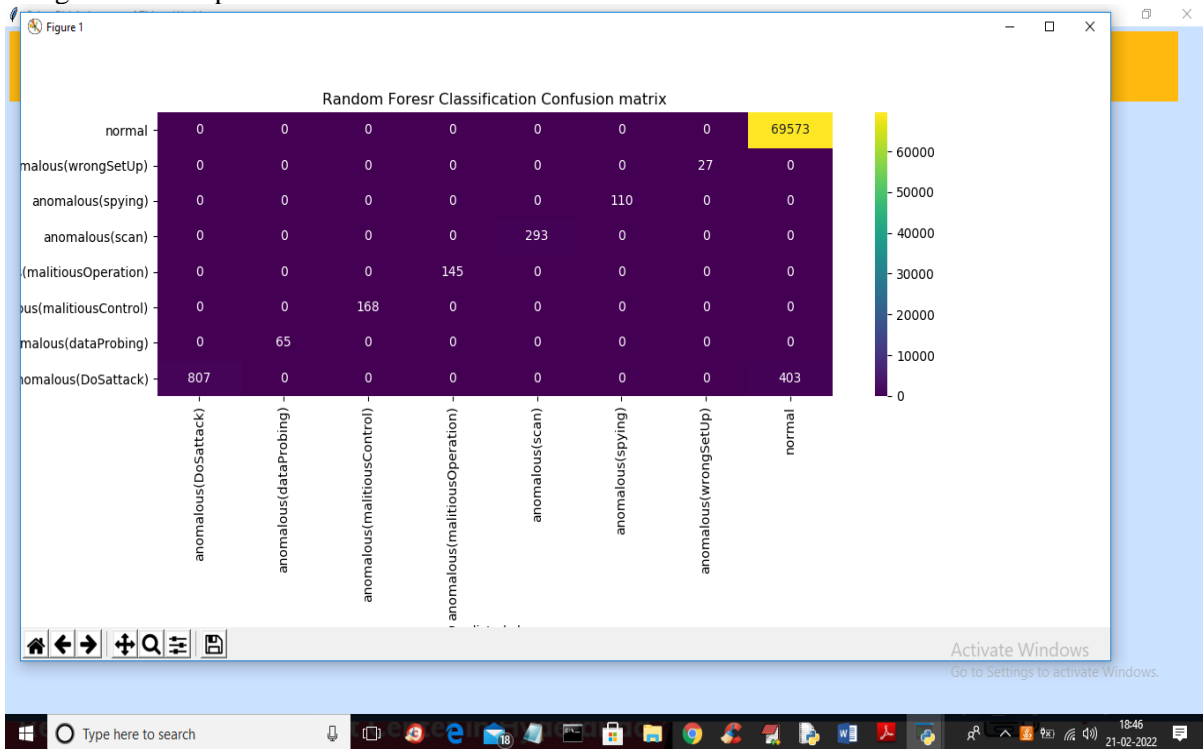 Figure 1
Random Foresr Classification Confusion matrix
normal 0 0 0 0 0 0 0 69573
malous(wrongSetUp) 0 0 0 0 0 0 27 0
anomalous(spying) 0 0 0 0 0 110 0 0
anomalous(scan) 0 0 0 0 293 0 0 0
(malitiousOperation) 0 0 0 145 0 0 0 0
ous(malitiousControl) 0 0 168 0 0 0 0 0
malous(dataProbing) 0 65 0 0 0 0 0 0
nomalous(DoSattack) 807 0 0 0 0 0 0 403
60000
50000
40000
30000
20000
10000
0
anomalous(DoSattack)
anomalous(dataProbing)
anomalous(malitiousControl)
anomalous(malitiousOperation)
anomalous(scan)
anomalous(spying)
anomalous(wrongSetUp)
normal
Activate Windows
Go to Settings to activate Windows.
Type here to search
18
18:46
21-02-2022